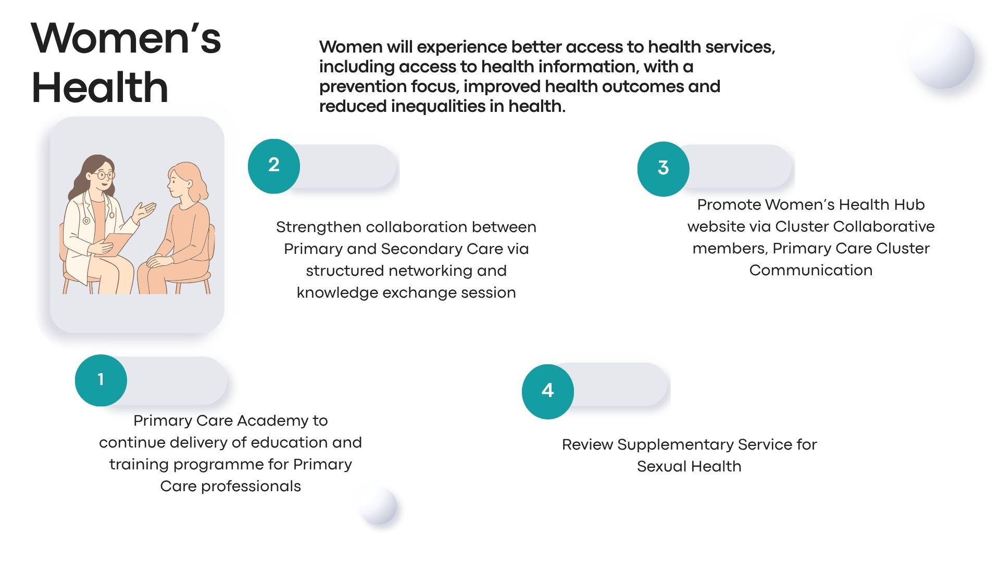 Women’s
Health
Women will experience better access to health services,
including access to health information, with a
prevention focus, improved health outcomes and
reduced inequalities in health.
1
Primary Care Academy to
continue delivery of education and
training programme for Primary
Care professionals
2
Strengthen collaboration between
Primary and Secondary Care via
structured networking and
knowledge exchange session
3
Promote Women’s Health Hub
website via Cluster Collaborative
members, Primary Care Cluster
Communication
4
Review Supplementary Service for
Sexual Health